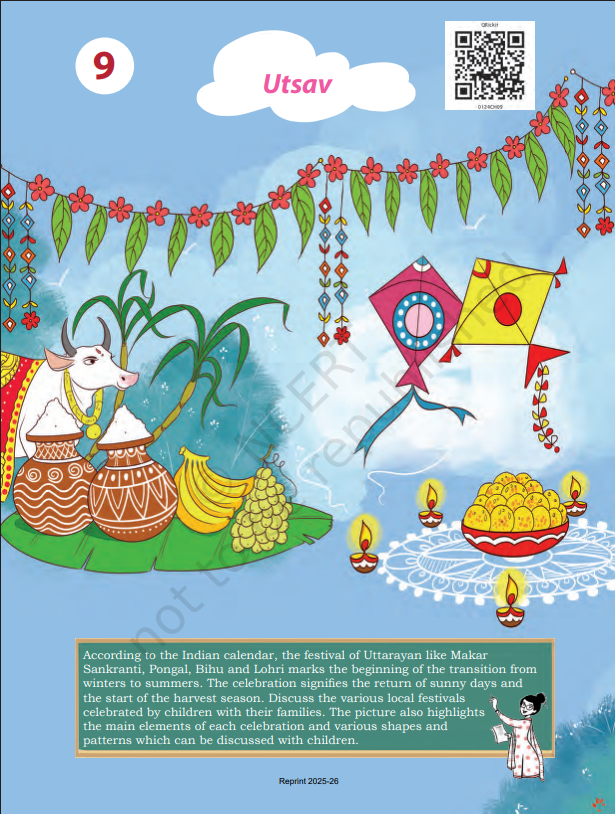 9
Utsav
0124CH09
According to the Indian calendar, the festival of Uttarayan like Makar
Sankranti, Pongal, Bihu and Lohri marks the beginning of the transition from
winters to summers. The celebration signifies the return of sunny days and
the start of the harvest season. Discuss the various local festivals
celebrated by children with their families. The picture also highlights
the main elements of each celebration and various shapes and
patterns which can be discussed with children.
Reprint 2025-26